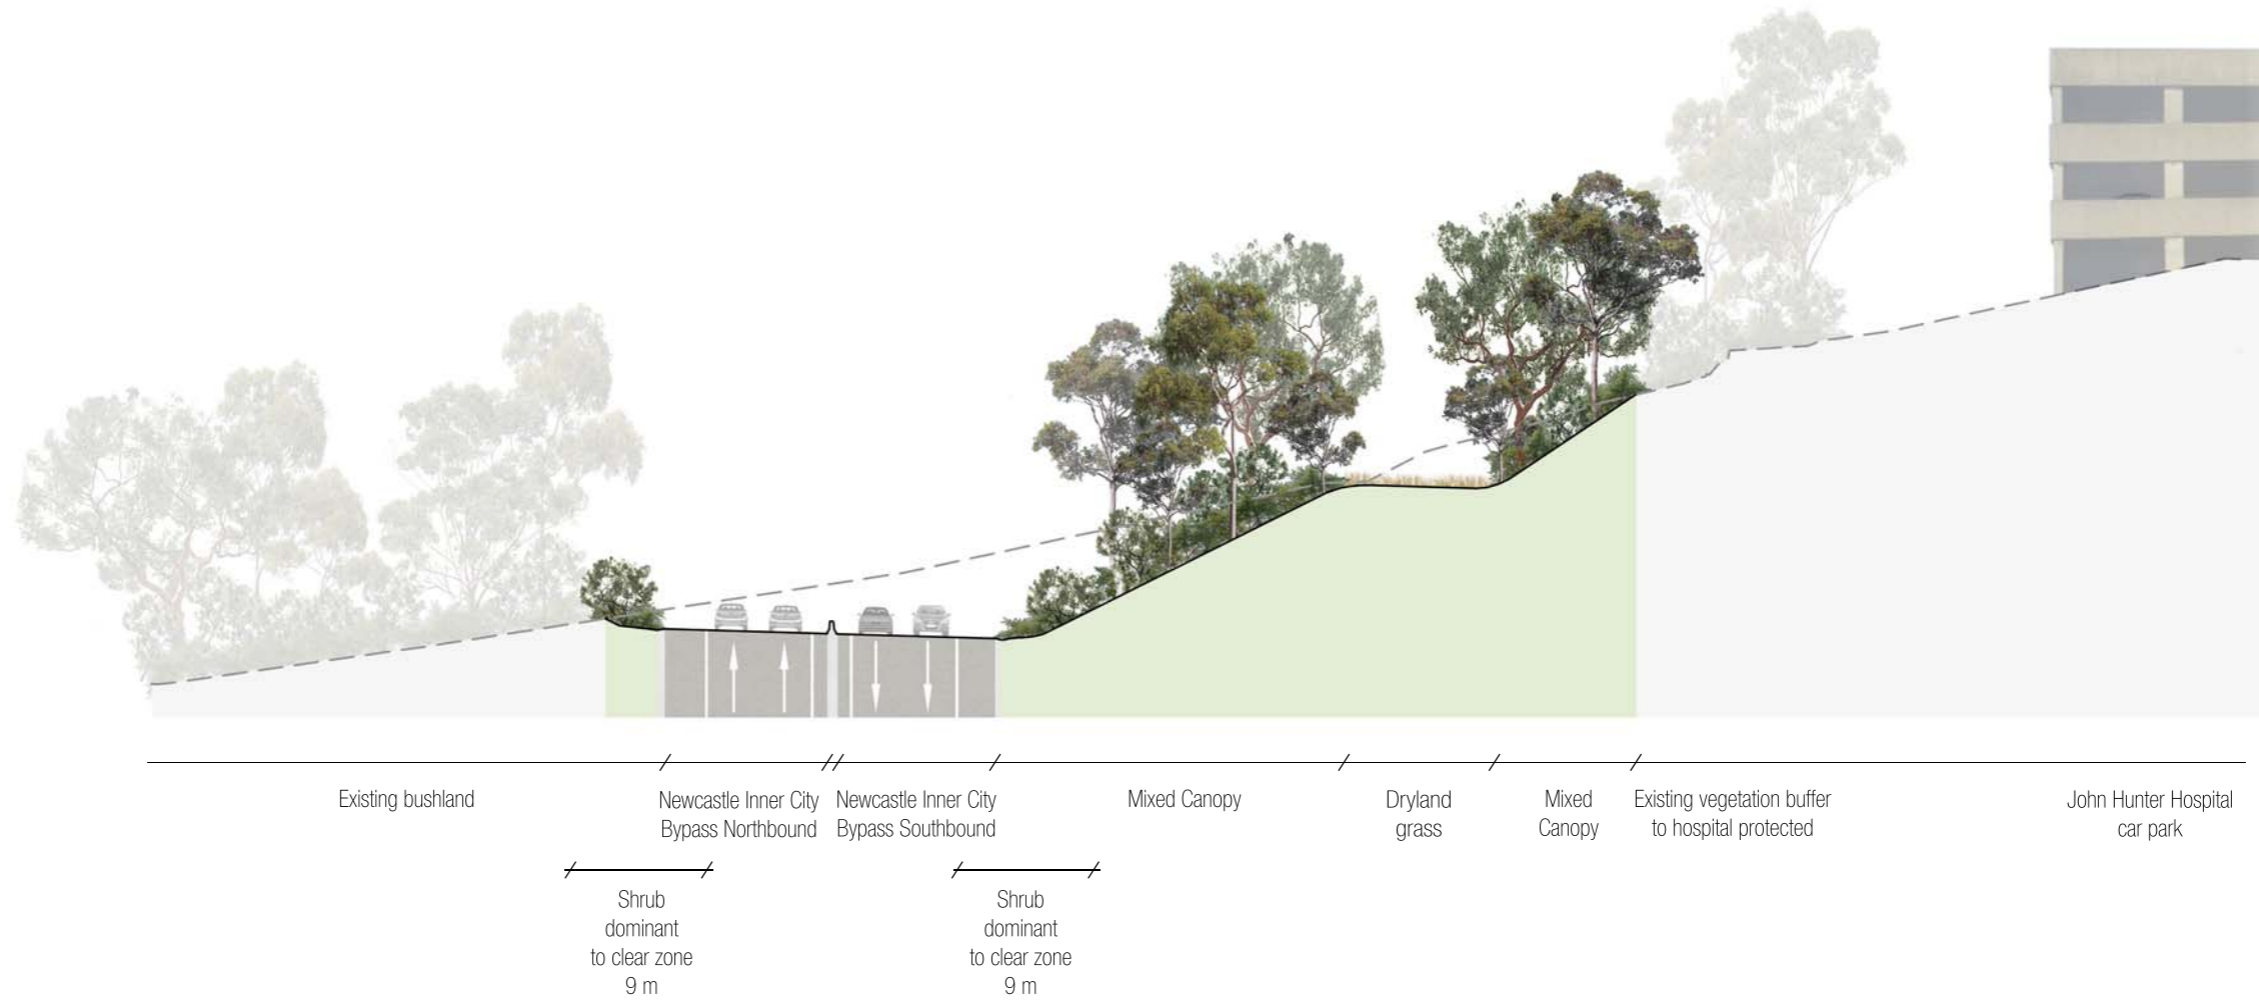 Existing bushland
Newcastle Inner City
Bypass Northbound
Newcastle Inner City
Bypass Southbound
Mixed Canopy
Dryland
grass
Mixed
Canopy
Existing vegetation buffer
to hospital protected
John Hunter Hospital
car park
Shrub
dominant
to clear zone
9 m
Shrub
dominant
to clear zone
9 m